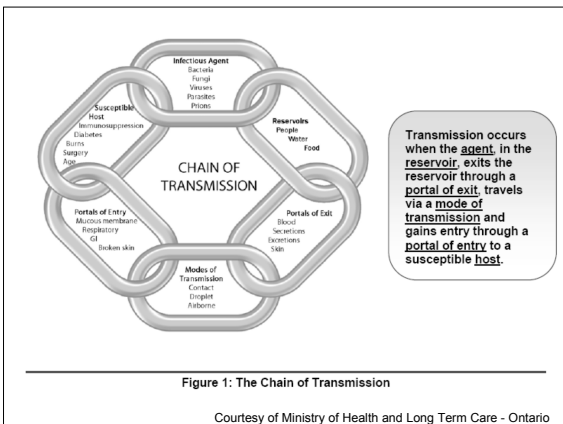 Infectious Agent
Bacteria
Fungi
Viruses
Parasites
Prions
Reservoirs
People
Water
Food
Portals of Exit
Blood
Secretions
Excretions
Skin
Modes of
Transmission
Contact
Droplet
Airborne
Portals of Entry
Mucous membrane
Respiratory
GI
Broken skin
Susceptible
Host
Immunosuppression
Diabetes
Burns
Surgery
Age
CHAIN OF
TRANSMISSION
Transmission occurs
when the agent, in the
reservoir, exits the
reservoir through a
portal of exit, travels
via a mode of
transmission and
gains entry through a
portal of entry to a
susceptible host.
Figure 1: The Chain of Transmission
Courtesy of Ministry of Health and Long Term Care - Ontario